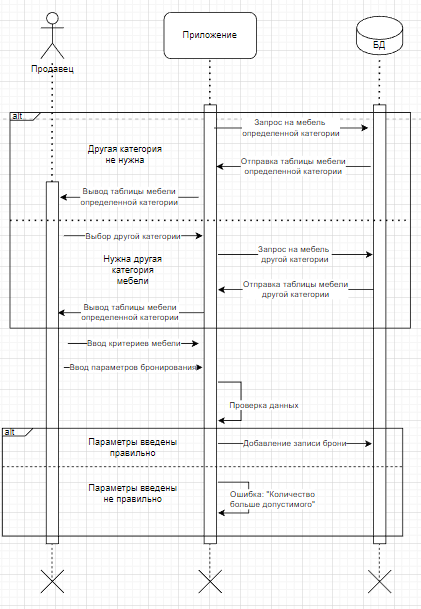 Приложение
БД
Продавец
alt
Запрос на мебель
определенной категории
Другая категория
не нужна
Отправка таблицы мебели
определенной категории
Вывод таблицы мебели
определенной категории
Выбор другой категории
Запрос на мебель
другой категории
Нужна другая
категория
мебели
Отправка таблицы мебели
другой категории
Вывод таблицы мебели
определенной категории
Ввод критериев мебели
Ввод параметров бронирования
Проверка данных
alt
Параметры введены
правильно
Добавление записи брони
Параметры введены
не правильно
Ошибка: "Количество
больше допустимого"